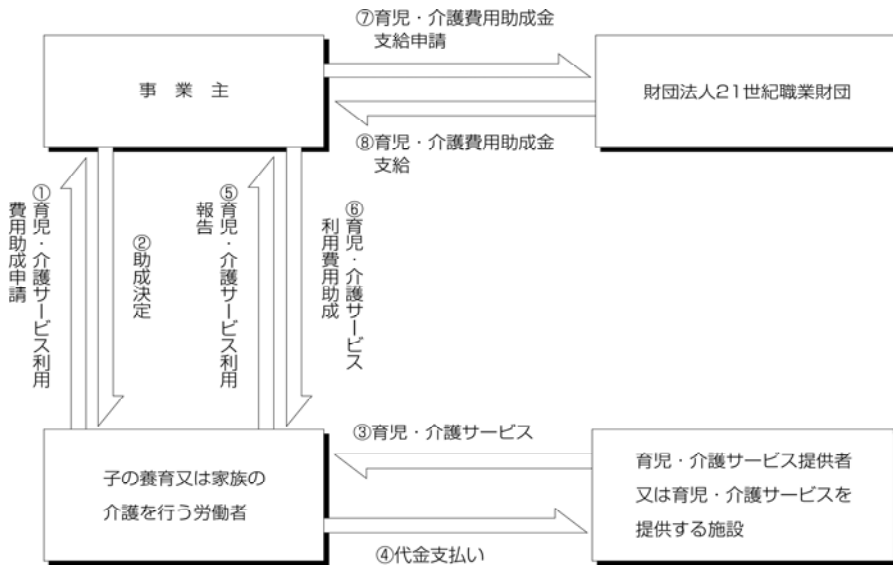 ⑦育児・介護費用助成金
支給申請
事業主
財団法人21世紀職業財団
⑧育児・介護費用助成金
支給
①育児・介護サービス利用
費用助成申請
②助成決定
⑤育児・介護サービス利用
報告
⑥育児・介護サービス
利用費用助成
③育児・介護サービス
子の養育又は家族の
介護を行う労働者
育児・介護サービス提供者
又は育児・介護サービスを
提供する施設
④代金支払い